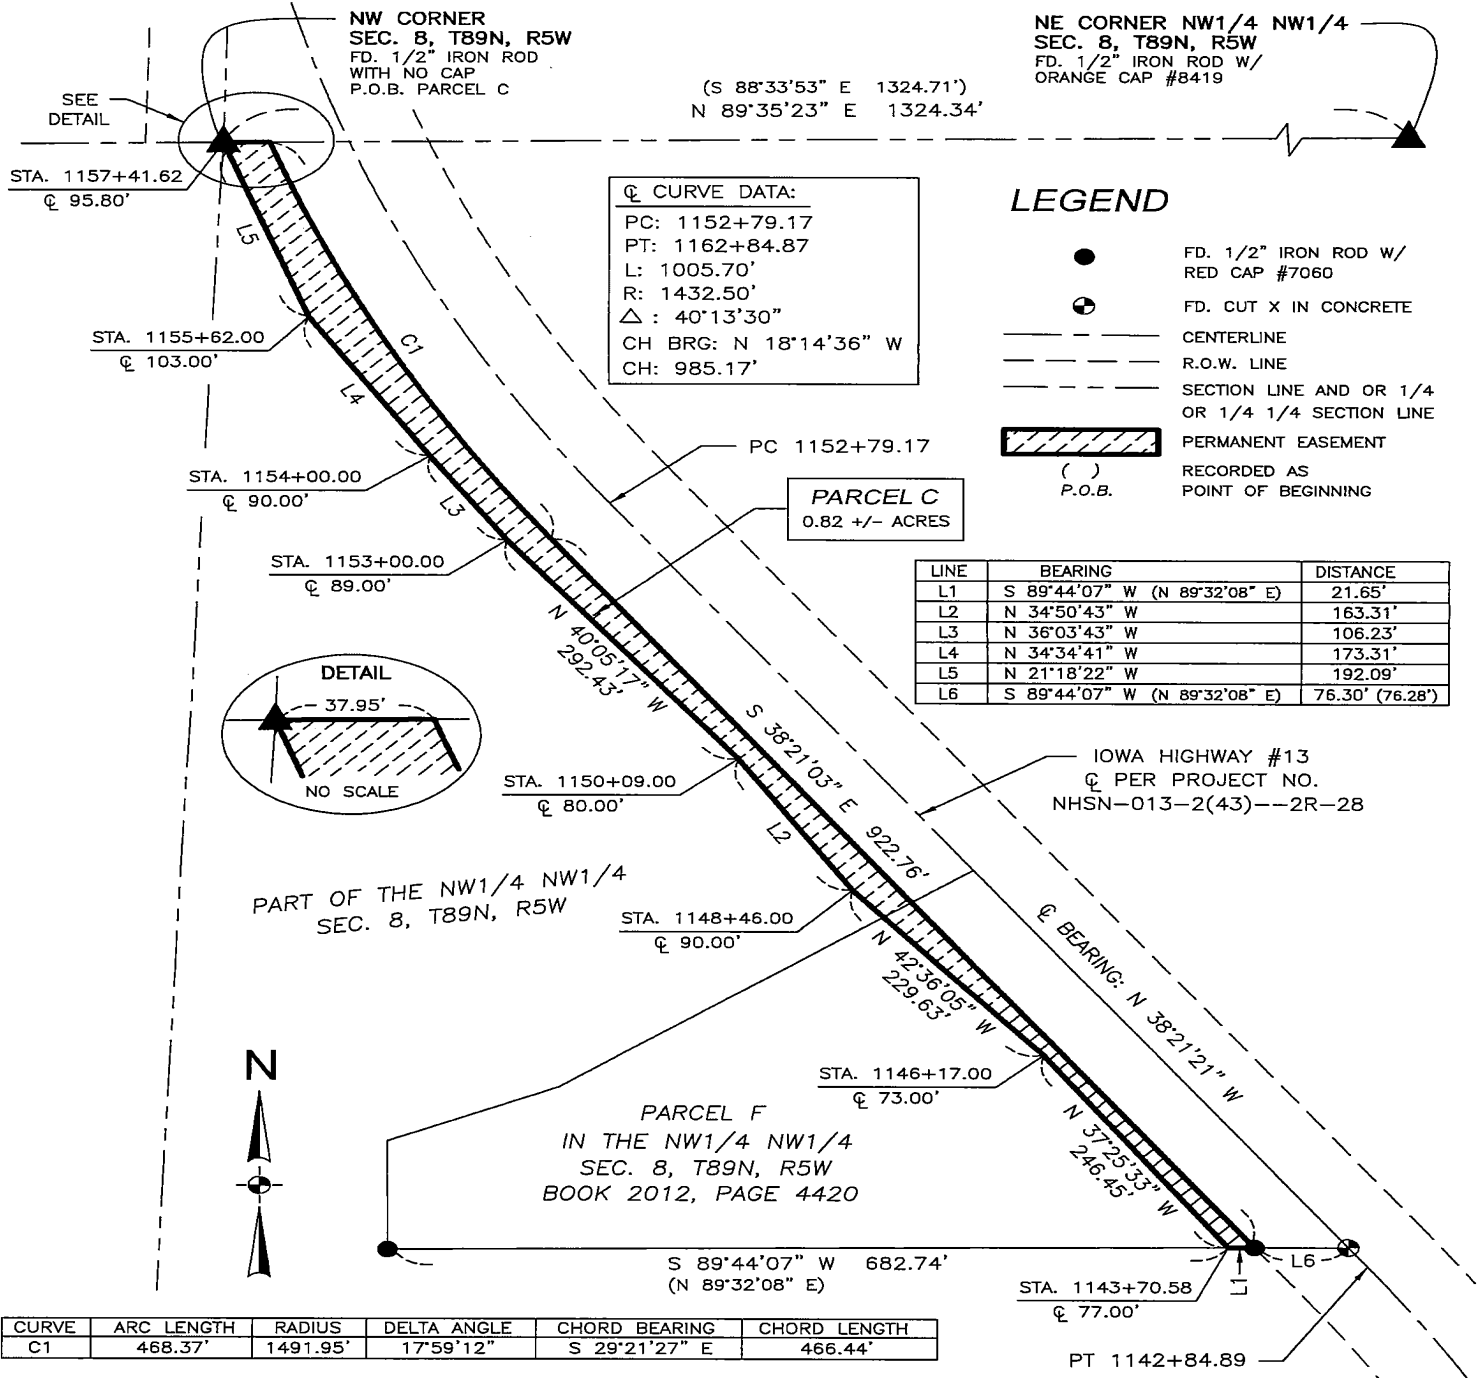 NW CORNER
SEC. 8, T89N, R5W
FD. 1/2" IRON ROD
WITH NO CAP
P.O.B. PARCEL C
NE CORNER NW1/4 NW1/4
SEC. 8, T89N, R5W
FD. 1/2" IRON ROD W/
ORANGE CAP #8419
(S 88°33'53" E 1324.71')
N 89°35'23" E 1324.34'
SEE
DETAIL
STA. 1157+41.62
℄ 95.80'
L5
℄ CURVE DATA:
PC: 1152+79.17
PT: 1162+84.87
L: 1005.70'
R: 1432.50'
△ : 40°13'30"
CH BRG: N 18°14'36" W
CH: 985.17'
LEGEND
FD. 1/2" IRON ROD W/
RED CAP #7060
FD. CUT X IN CONCRETE
CENTERLINE
R.O.W. LINE
SECTION LINE AND OR 1/4
OR 1/4 1/4 SECTION LINE
PERMANENT EASEMENT
( ) RECORDED AS
P.O.B. POINT OF BEGINNING
STA. 1155+62.00
℄ 103.00'
C1
L4
PC 1152+79.17
STA. 1154+00.00
℄ 90.00'
L3
PARCEL C
0.82 +/- ACRES
STA. 1153+00.00
℄ 89.00'
N 40°05'17" W
292.43'
LINE BEARING DISTANCE
L1 S 89°44'07" W (N 89°32'08" E) 21.65'
L2 N 34°50'43" W 163.31'
L3 N 36°03'43" W 106.23'
L4 N 34°34'41" W 173.31'
L5 N 21°18'22" W 192.09'
L6 S 89°44'07" W (N 89°32'08" E) 76.30' (76.28')
DETAIL
37.95'
NO SCALE
S 38°21'03" E 922.76'
STA. 1150+09.00
℄ 80.00'
L2
IOWA HIGHWAY #13
℄ PER PROJECT NO.
NHSN-013-2(43)--2R-28
PART OF THE NW1/4 NW1/4
SEC. 8, T89N, R5W
STA. 1148+46.00
℄ 90.00'
N 42°36'05" W
229.63'
℄ BEARING: N 38°21'21" W
N
STA. 1146+17.00
℄ 73.00'
PARCEL F
IN THE NW1/4 NW1/4
SEC. 8, T89N, R5W
BOOK 2012, PAGE 4420
N 37°25'33" W
246.45'
S 89°44'07" W 682.74'
(N 89°32'08" E)
L1
L6
STA. 1143+70.58
℄ 77.00'
PT 1142+84.89
CURVE ARC LENGTH RADIUS DELTA ANGLE CHORD BEARING CHORD LENGTH
C1 468.37' 1491.95' 17°59'12" S 29°21'27" E 466.44'